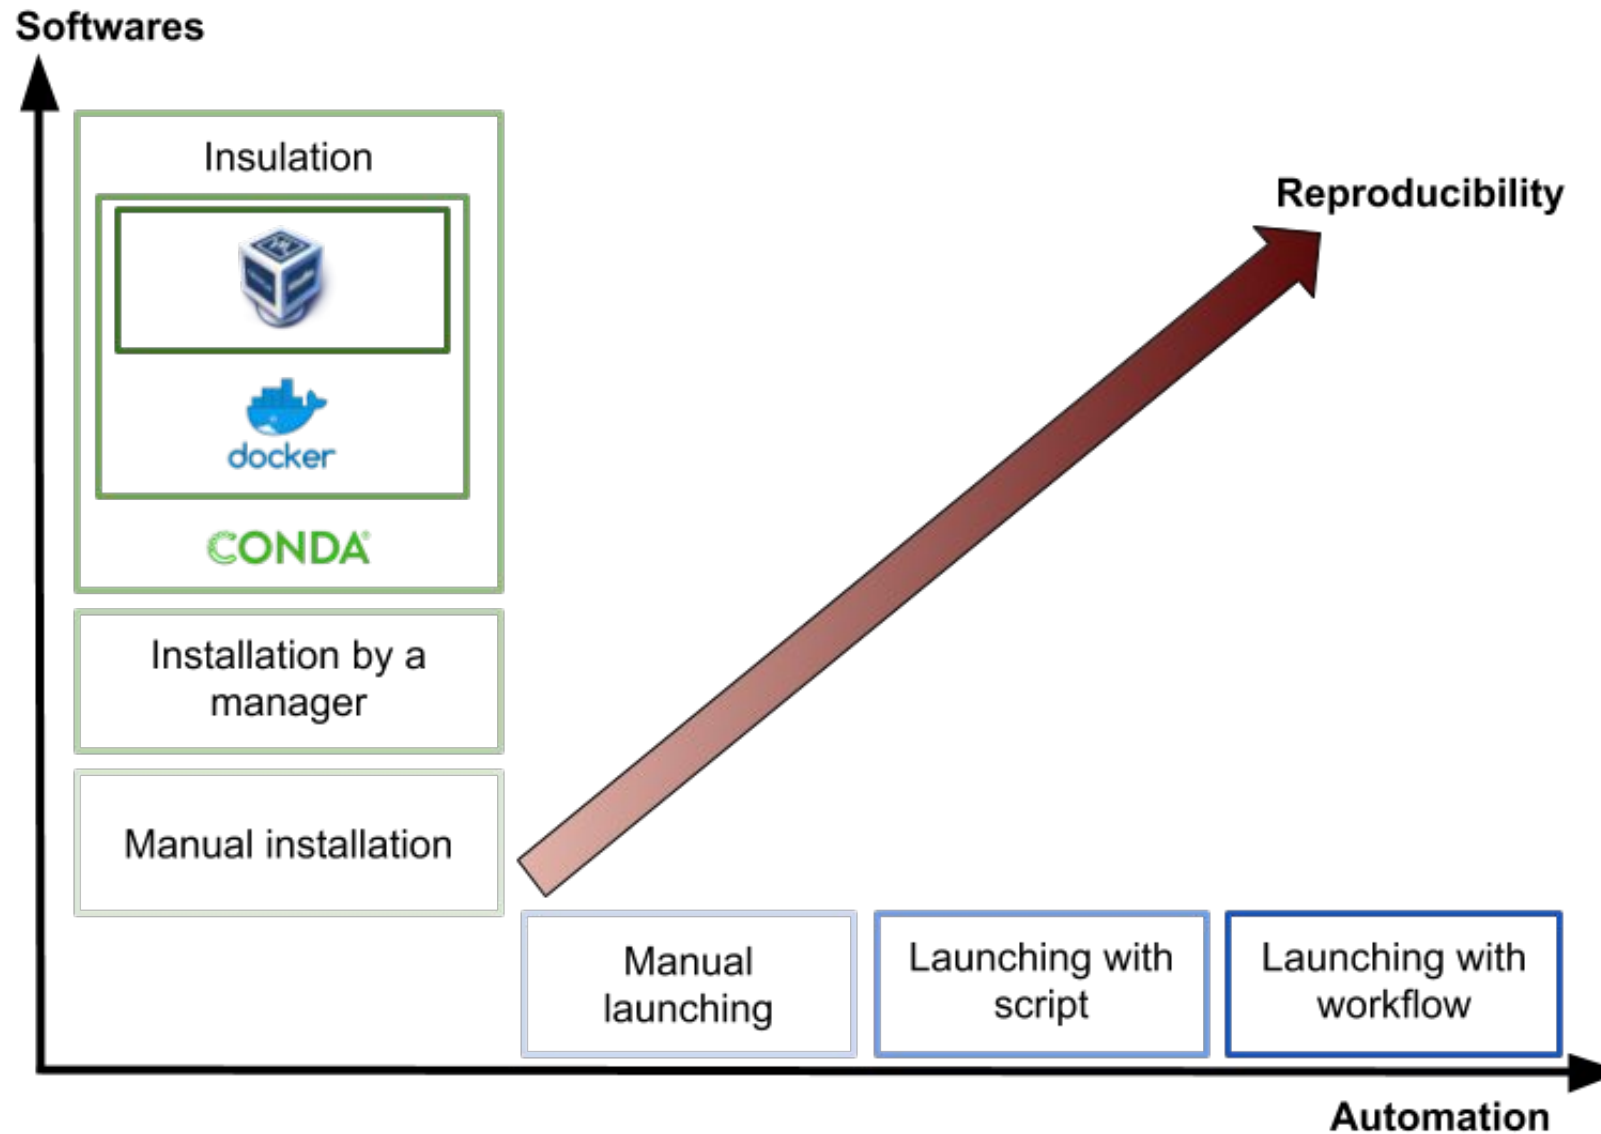 Softwares
Insulation
docker
CONDA
Installation by a
manager
Manual installation
Reproducibility
Manual
launching
Launching with
script
Launching with
workflow
Automation